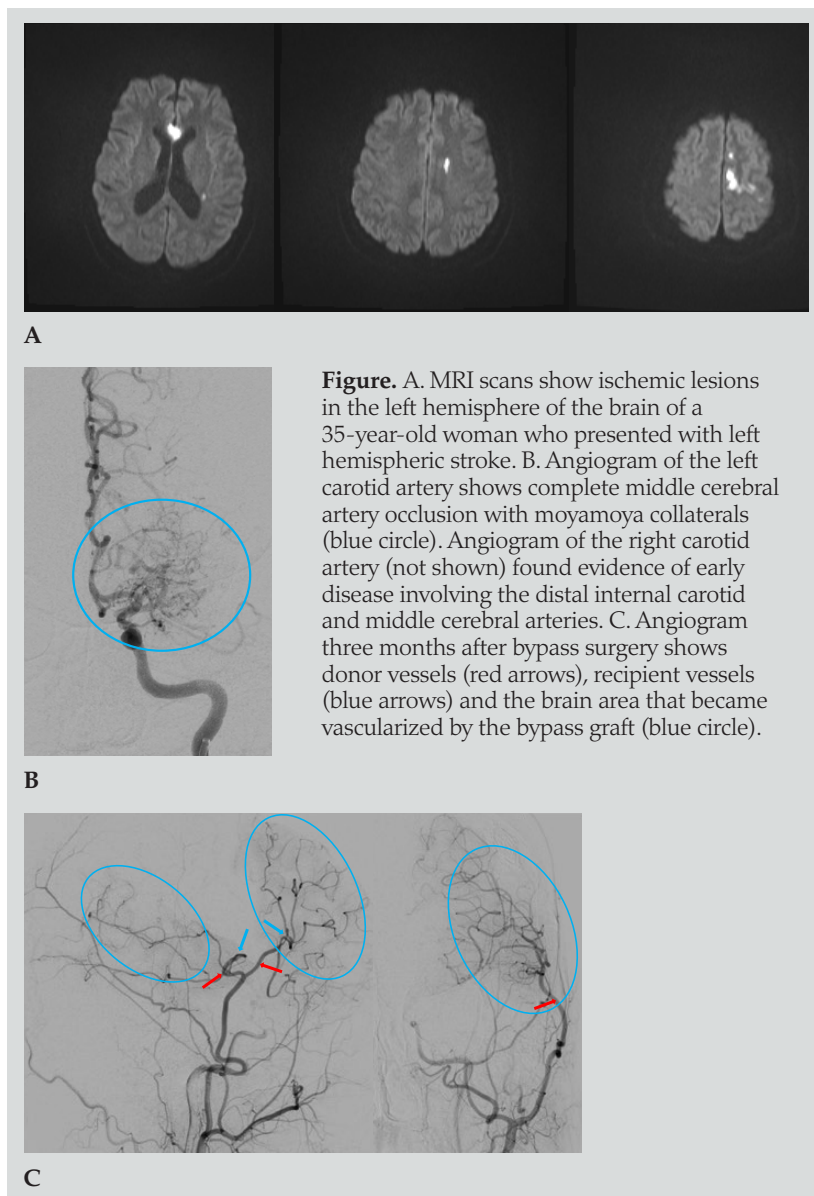 A
Figure. A. MRI scans show ischemic lesions
in the left hemisphere of the brain of a
35-year-old woman who presented with left
hemispheric stroke. B. Angiogram of the left
carotid artery shows complete middle cerebral
artery occlusion with moyamoya collaterals
(blue circle). Angiogram of the right carotid
artery (not shown) found evidence of early
disease involving the distal internal carotid
and middle cerebral arteries. C. Angiogram
three months after bypass surgery shows
donor vessels (red arrows), recipient vessels
(blue arrows) and the brain area that became
vascularized by the bypass graft (blue circle).
B
C